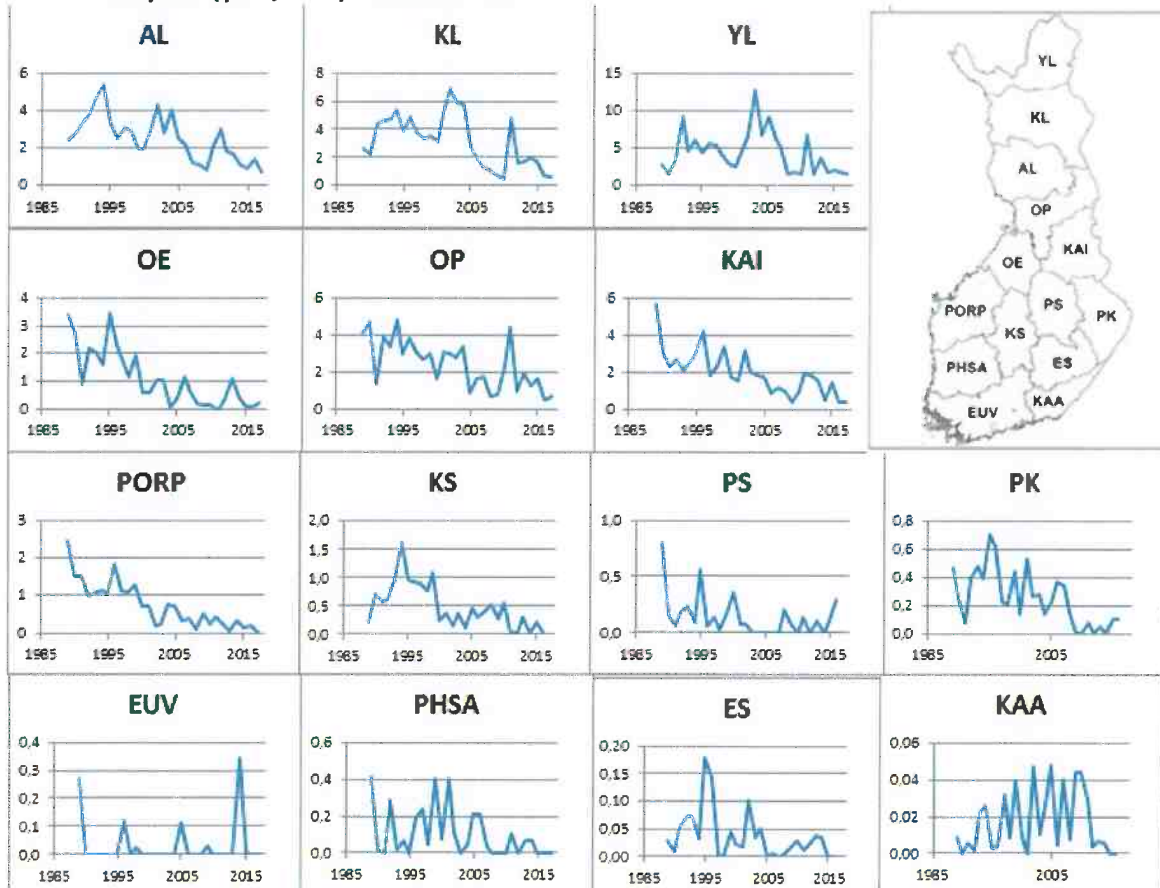 AL
6
4
2
0
1985 1995 2005 2015
KL
8
6
4
2
0
1985 1995 2005 2015
YL
15
10
5
0
1985 1995 2005 2015
YL
KL
AL
OP
OE
KAI
PORP
PS
PK
KS
PHSA
ES
EUV
KAA
OE
4
3
2
1
0
1985 1995 2005 2015
OP
6
4
2
0
1985 1995 2005 2015
KAI
6
4
2
0
1985 1995 2005 2015
PORP
3
2
1
0
1985 1995 2005 2015
KS
2,0
1,5
1,0
0,5
0,0
1985 1995 2005 2015
PS
1,0
0,5
0,0
1985 1995 2005 2015
PK
0,8
0,6
0,4
0,2
0,0
1985 2005
EUV
0,4
0,3
0,2
0,1
0,0
1985 1995 2005 2015
PHSA
0,6
0,4
0,2
0,0
1985 1995 2005 2015
ES
0,20
0,15
0,10
0,05
0,00
1985 1995 2005 2015
KAA
0,06
0,04
0,02
0,00
1985 2005